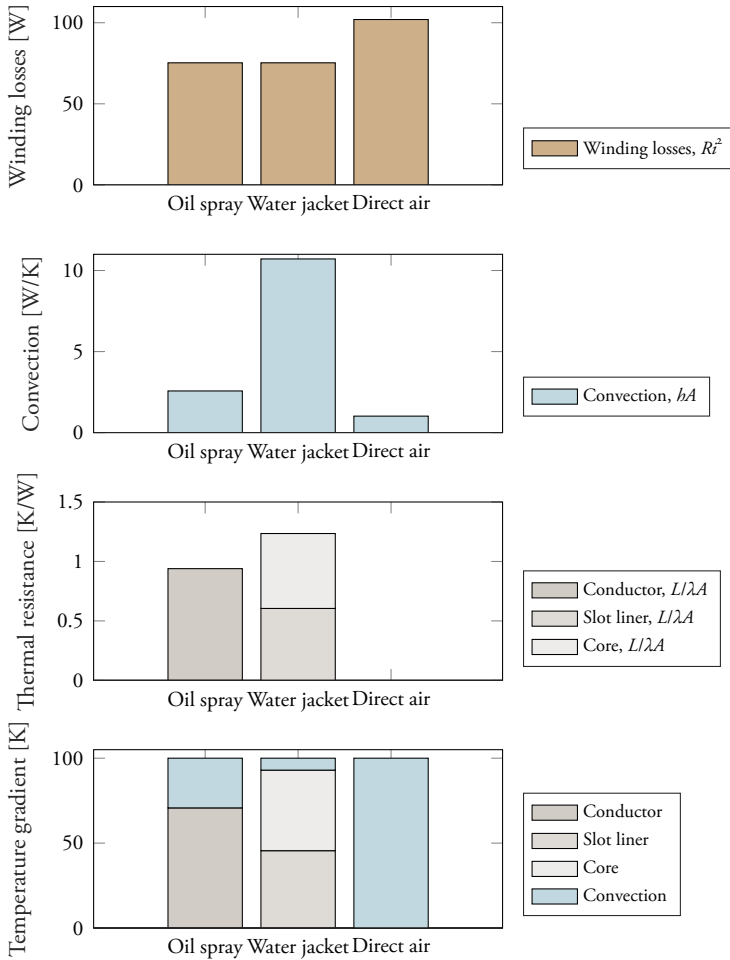 Winding losses [W]
100
50
0
Oil spray Water jacket Direct air
Winding losses, Ri²
Convection [W/K]
10
5
0
Oil spray Water jacket Direct air
Convection, hA
Thermal resistance [K/W]
1.5
1
0.5
0
Oil spray Water jacket Direct air
Conductor, L/λA
Slot liner, L/λA
Core, L/λA
Temperature gradient [K]
100
50
0
Oil spray Water jacket Direct air
Conductor
Slot liner
Core
Convection